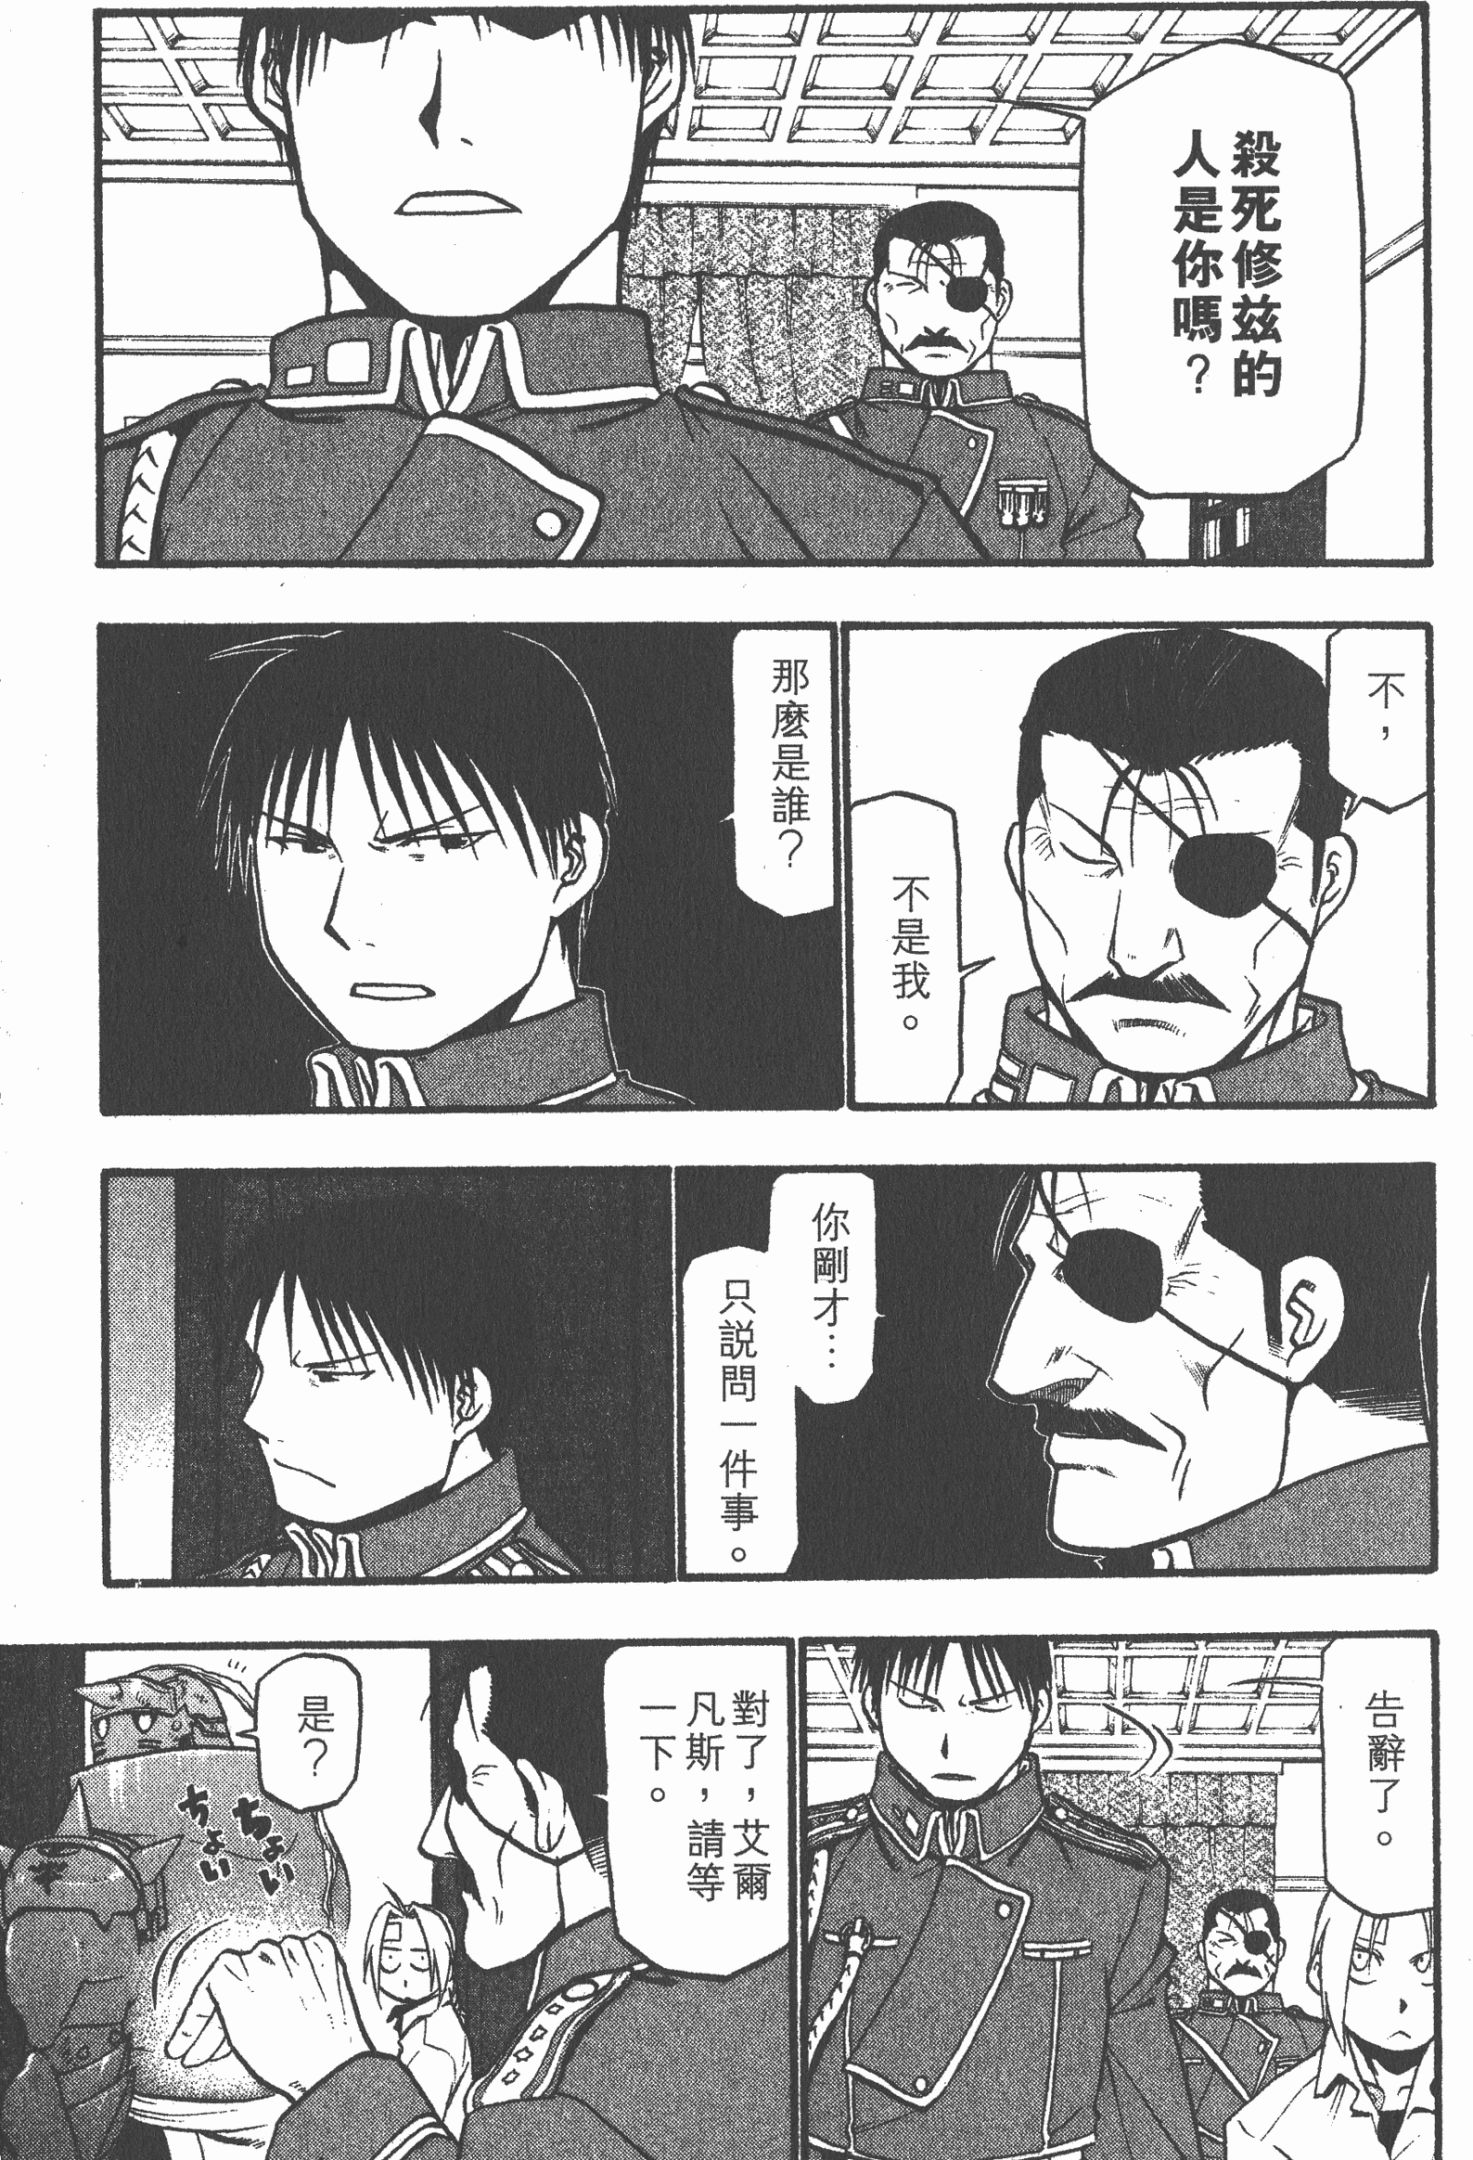 殺死修茲的
人是你嗎？
不，
不是我。
那麼是誰？
你剛才…
只説問一件事。
告辭了。
對了，艾爾
凡斯，請等
一下。
是？
ちょい
ちょい